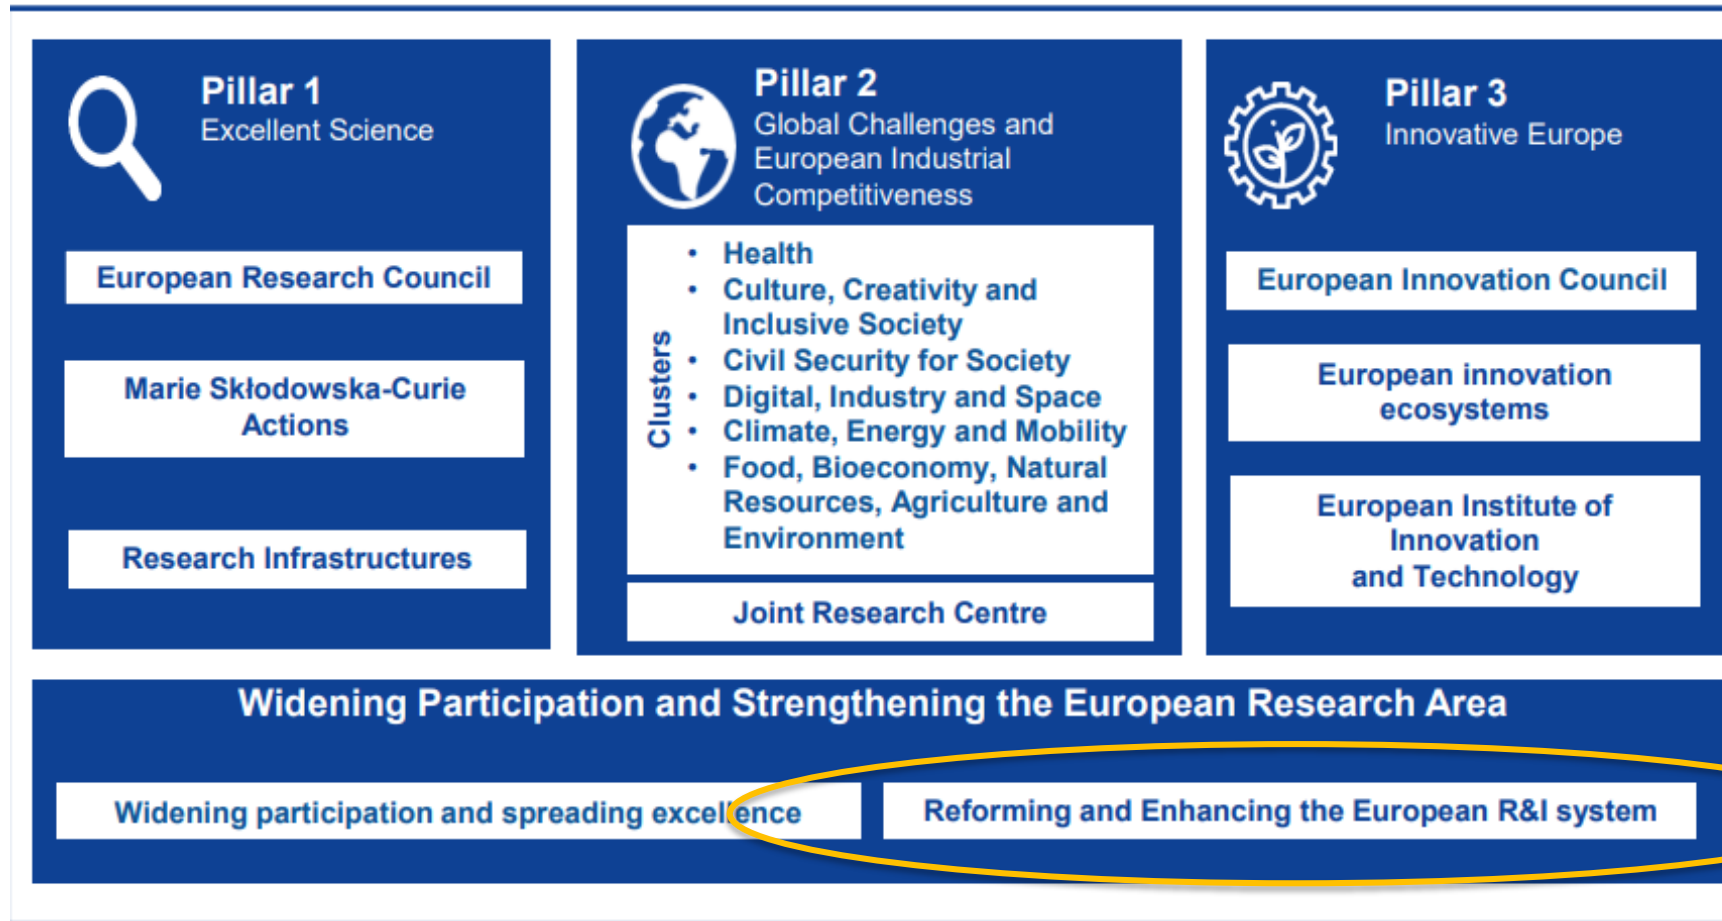 Pillar 1
Excellent Science
European Research Council
Marie Skłodowska-Curie
Actions
Research Infrastructures
Pillar 2
Global Challenges and
European Industrial
Competitiveness
Clusters
• Health
• Culture, Creativity and
Inclusive Society
• Civil Security for Society
• Digital, Industry and Space
• Climate, Energy and Mobility
• Food, Bioeconomy, Natural
Resources, Agriculture and
Environment
Joint Research Centre
Pillar 3
Innovative Europe
European Innovation Council
European innovation
ecosystems
European Institute of
Innovation
and Technology
Widening Participation and Strengthening the European Research Area
Widening participation and spreading excellence
Reforming and Enhancing the European R&I system